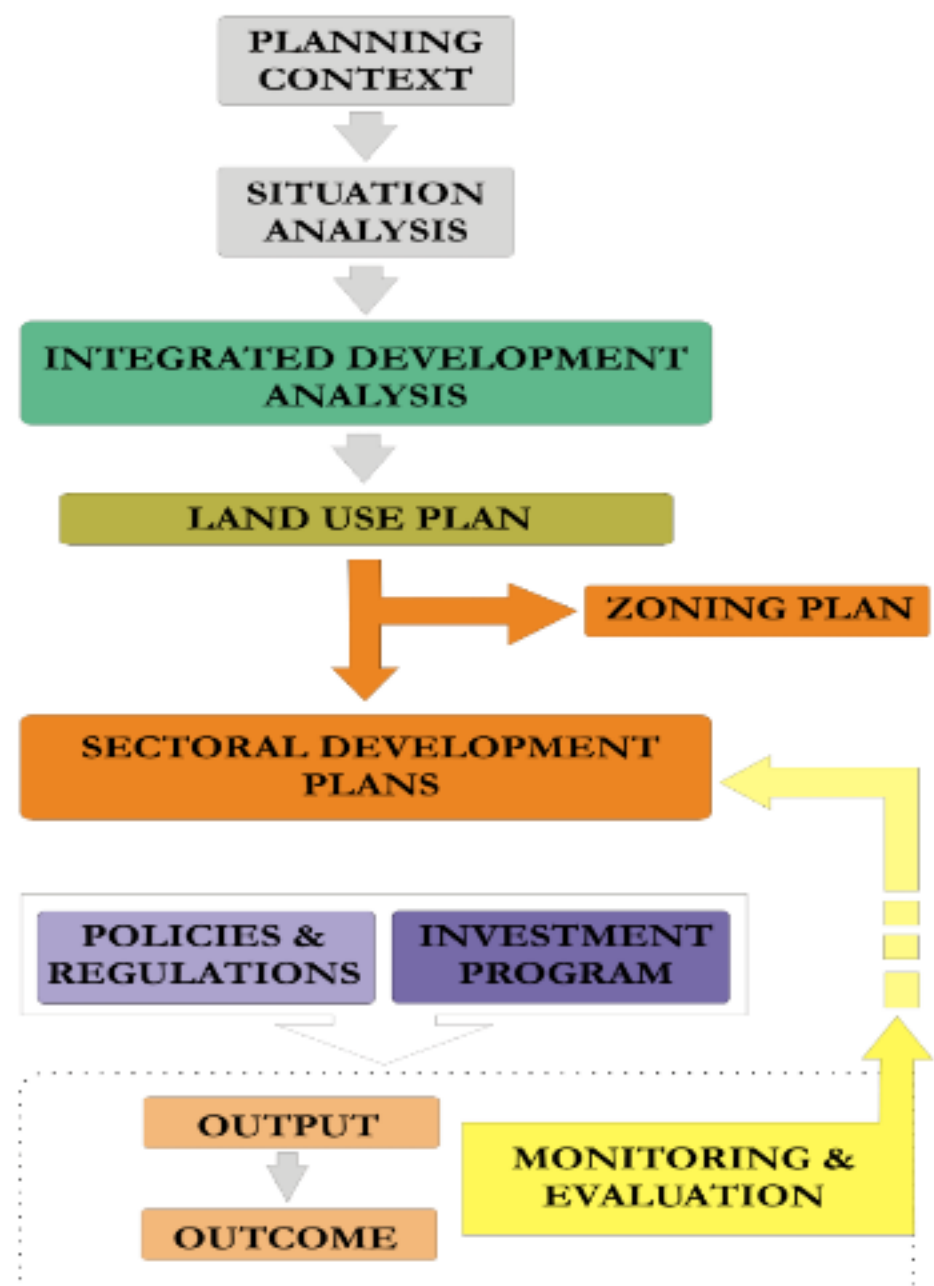 PLANNING
CONTEXT
SITUATION
ANALYSIS
INTEGRATED DEVELOPMENT
ANALYSIS
LAND USE PLAN
ZONING PLAN
SECTORAL DEVELOPMENT
PLANS
POLICIES &
REGULATIONS
INVESTMENT
PROGRAM
OUTPUT
OUTCOME
MONITORING &
EVALUATION